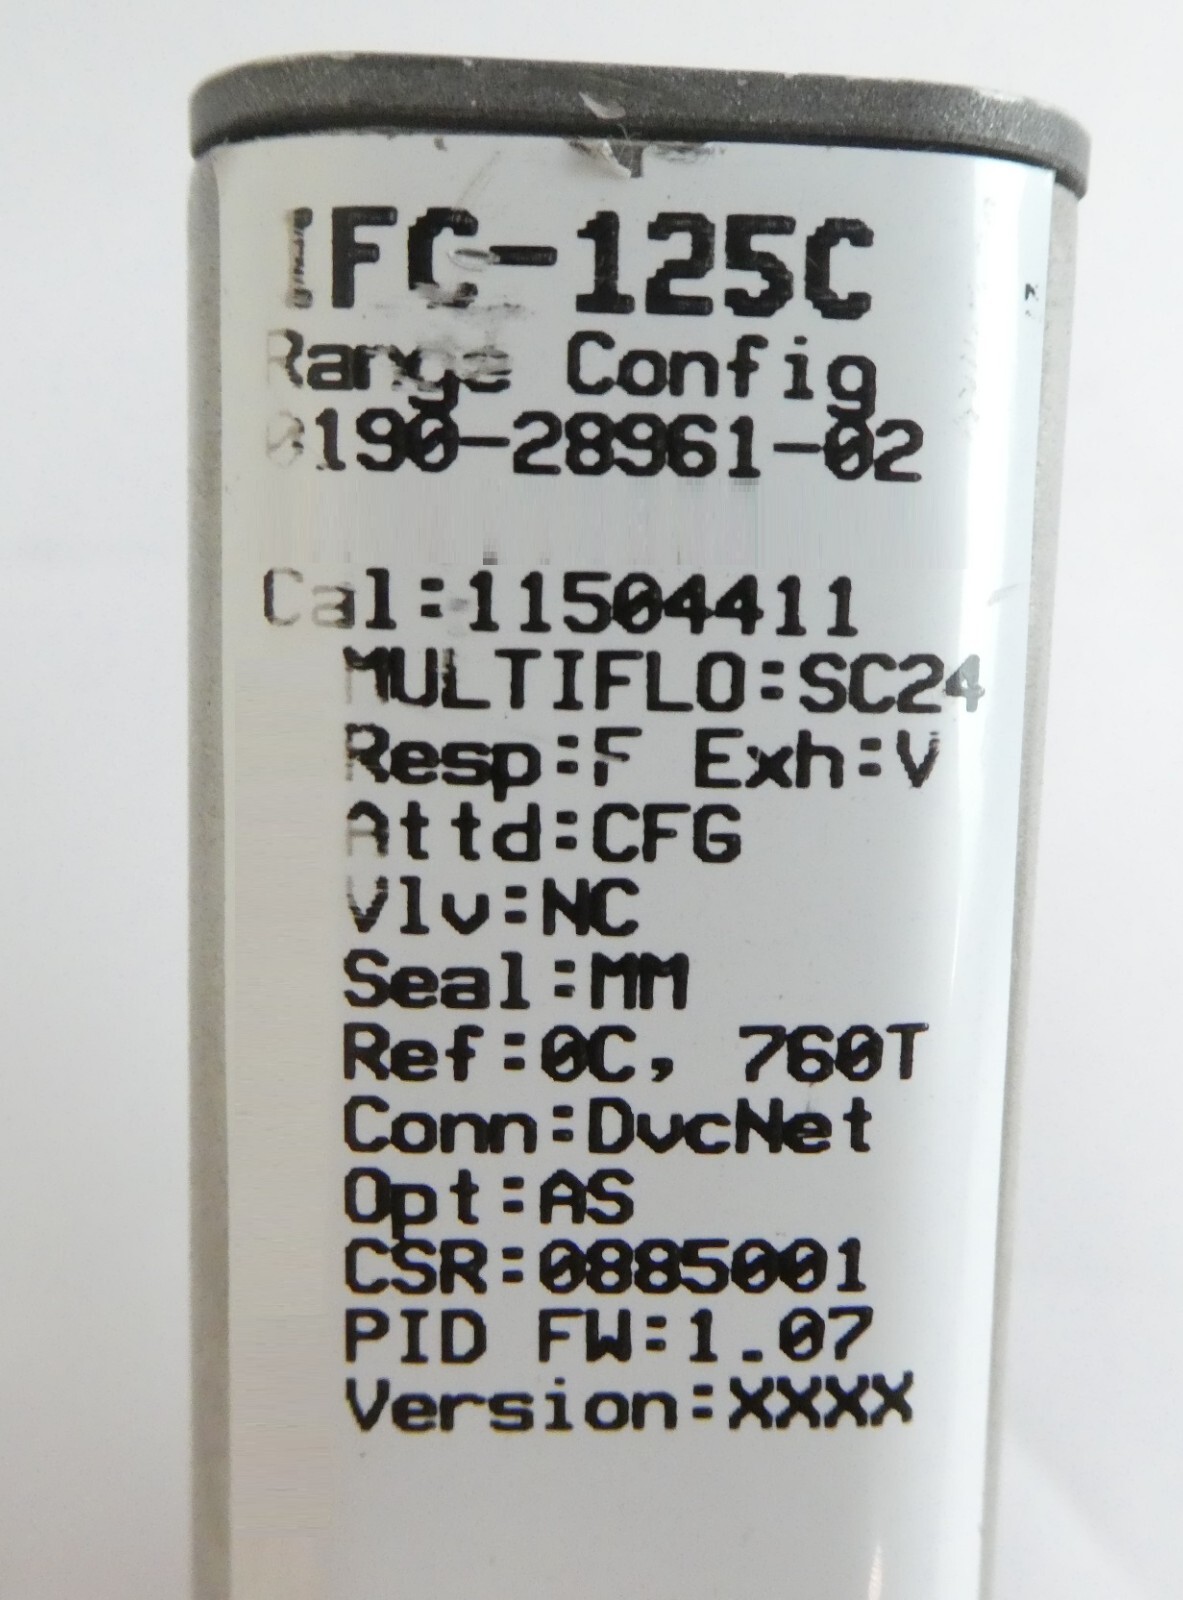 IFC-125C
Range Config
0190-28961-02
Cal:11504411
MULTIFLO:SC24
Resp:F Exh:V
Attd:CFG
Vlv:NC
Seal:MM
Ref:0C, 760T
Conn:DvcNet
Opt:AS
CSR:0885001
PID FW:1.07
Version:XXXX